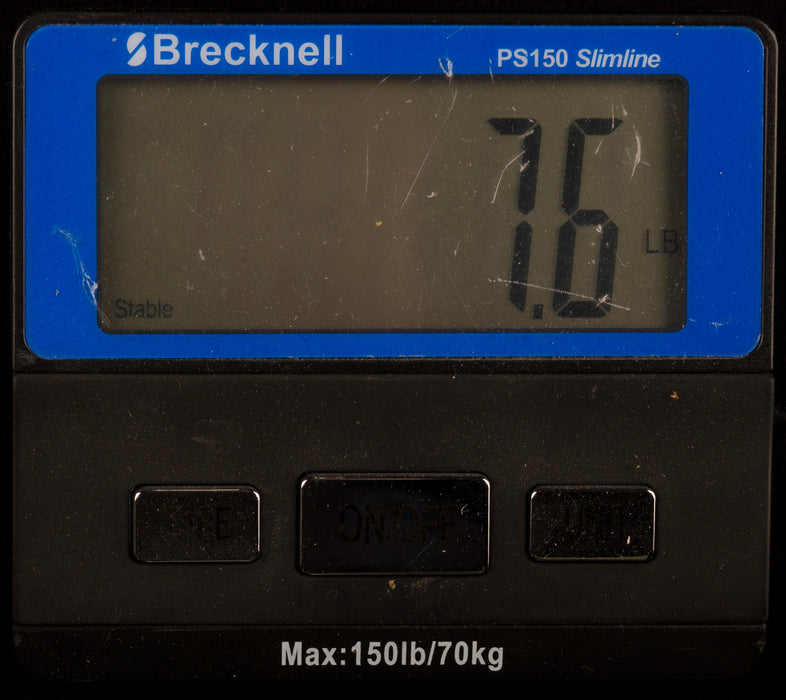 Brecknell PS150 Slimline
7.6 LB
Stable
ON/OFF
Max:150lb/70kg